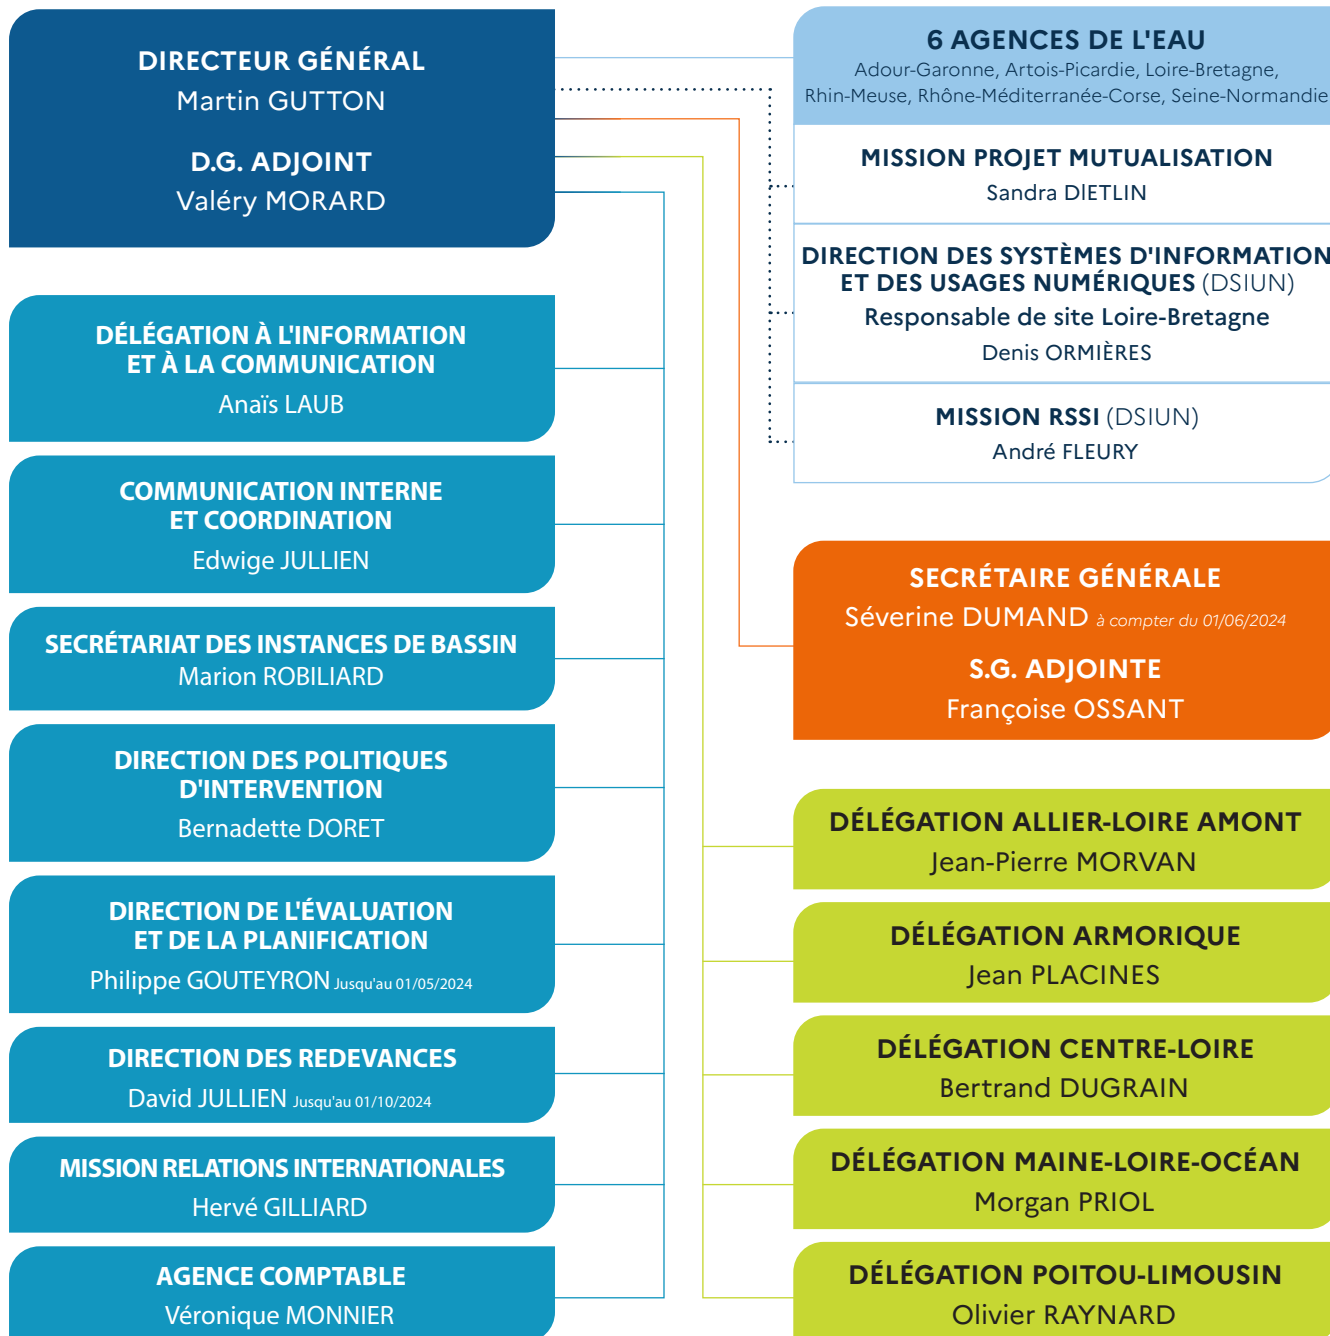 DIRECTEUR GÉNÉRAL
Martin GUTTON
D.G. ADJOINT
Valéry MORARD
DÉLÉGATION À L'INFORMATION
ET À LA COMMUNICATION
Anaïs LAUB
COMMUNICATION INTERNE
ET COORDINATION
Edwige JULLIEN
SECRÉTARIAT DES INSTANCES DE BASSIN
Marion ROBILIARD
DIRECTION DES POLITIQUES
D'INTERVENTION
Bernadette DORET
DIRECTION DE L'ÉVALUATION
ET DE LA PLANIFICATION
Philippe GOUTEYRON Jusqu'au 01/05/2024
DIRECTION DES REDEVANCES
David JULLIEN Jusqu'au 01/10/2024
MISSION RELATIONS INTERNATIONALES
Hervé GILLIARD
AGENCE COMPTABLE
Véronique MONNIER
6 AGENCES DE L'EAU
Adour-Garonne, Artois-Picardie, Loire-Bretagne,
Rhin-Meuse, Rhône-Méditerranée-Corse, Seine-Normandie
MISSION PROJET MUTUALISATION
Sandra DIETLIN
DIRECTION DES SYSTÈMES D'INFORMATION
ET DES USAGES NUMÉRIQUES (DSIUN)
Responsable de site Loire-Bretagne
Denis ORMIÈRES
MISSION RSSI (DSIUN)
André FLEURY
SECRÉTAIRE GÉNÉRALE
Séverine DUMAND à compter du 01/06/2024
S.G. ADJOINTE
Françoise OSSANT
DÉLÉGATION ALLIER-LOIRE AMONT
Jean-Pierre MORVAN
DÉLÉGATION ARMORIQUE
Jean PLACINES
DÉLÉGATION CENTRE-LOIRE
Bertrand DUGRAIN
DÉLÉGATION MAINE-LOIRE-OCÉAN
Morgan PRIOL
DÉLÉGATION POITOU-LIMOUSIN
Olivier RAYNARD